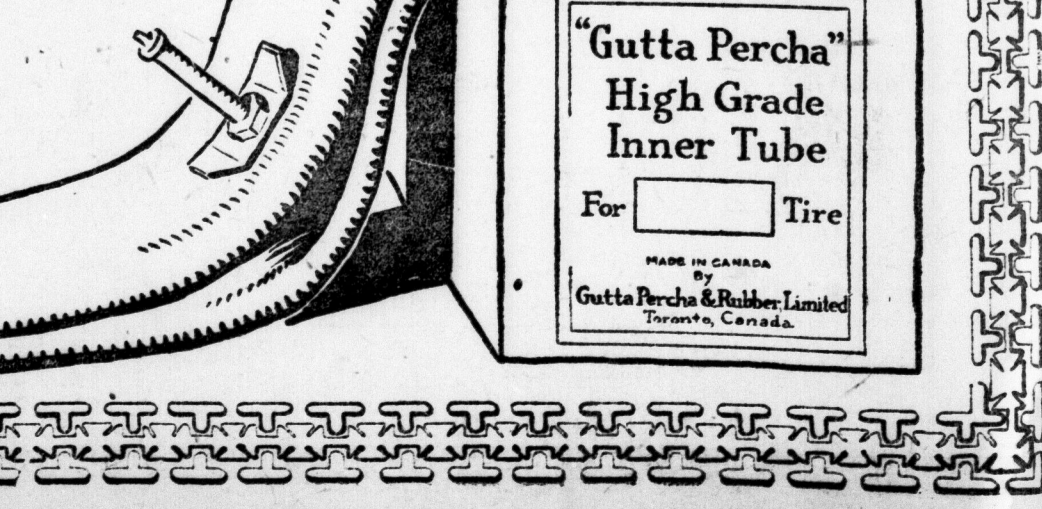 “Gutta Percha”
High Grade
Inner Tube
For Tire
MADE IN CANADA
By
Gutta Percha & Rubber, Limited
Toronto, Canada.